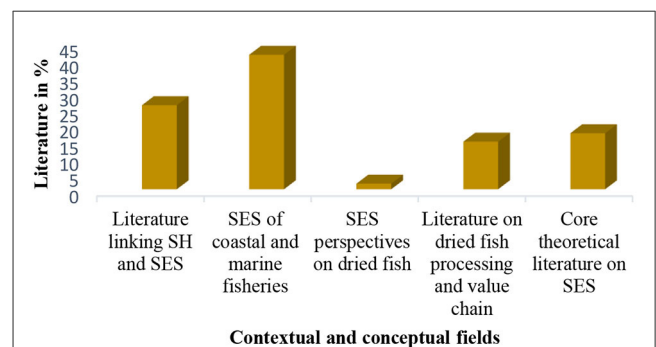 Literature in %
45
40
35
30
25
20
15
10
5
0
Literature linking SH and SES
SES of coastal and marine fisheries
SES perspectives on dried fish
Literature on dried fish processing and value chain
Core theoretical literature on SES
Contextual and conceptual fields